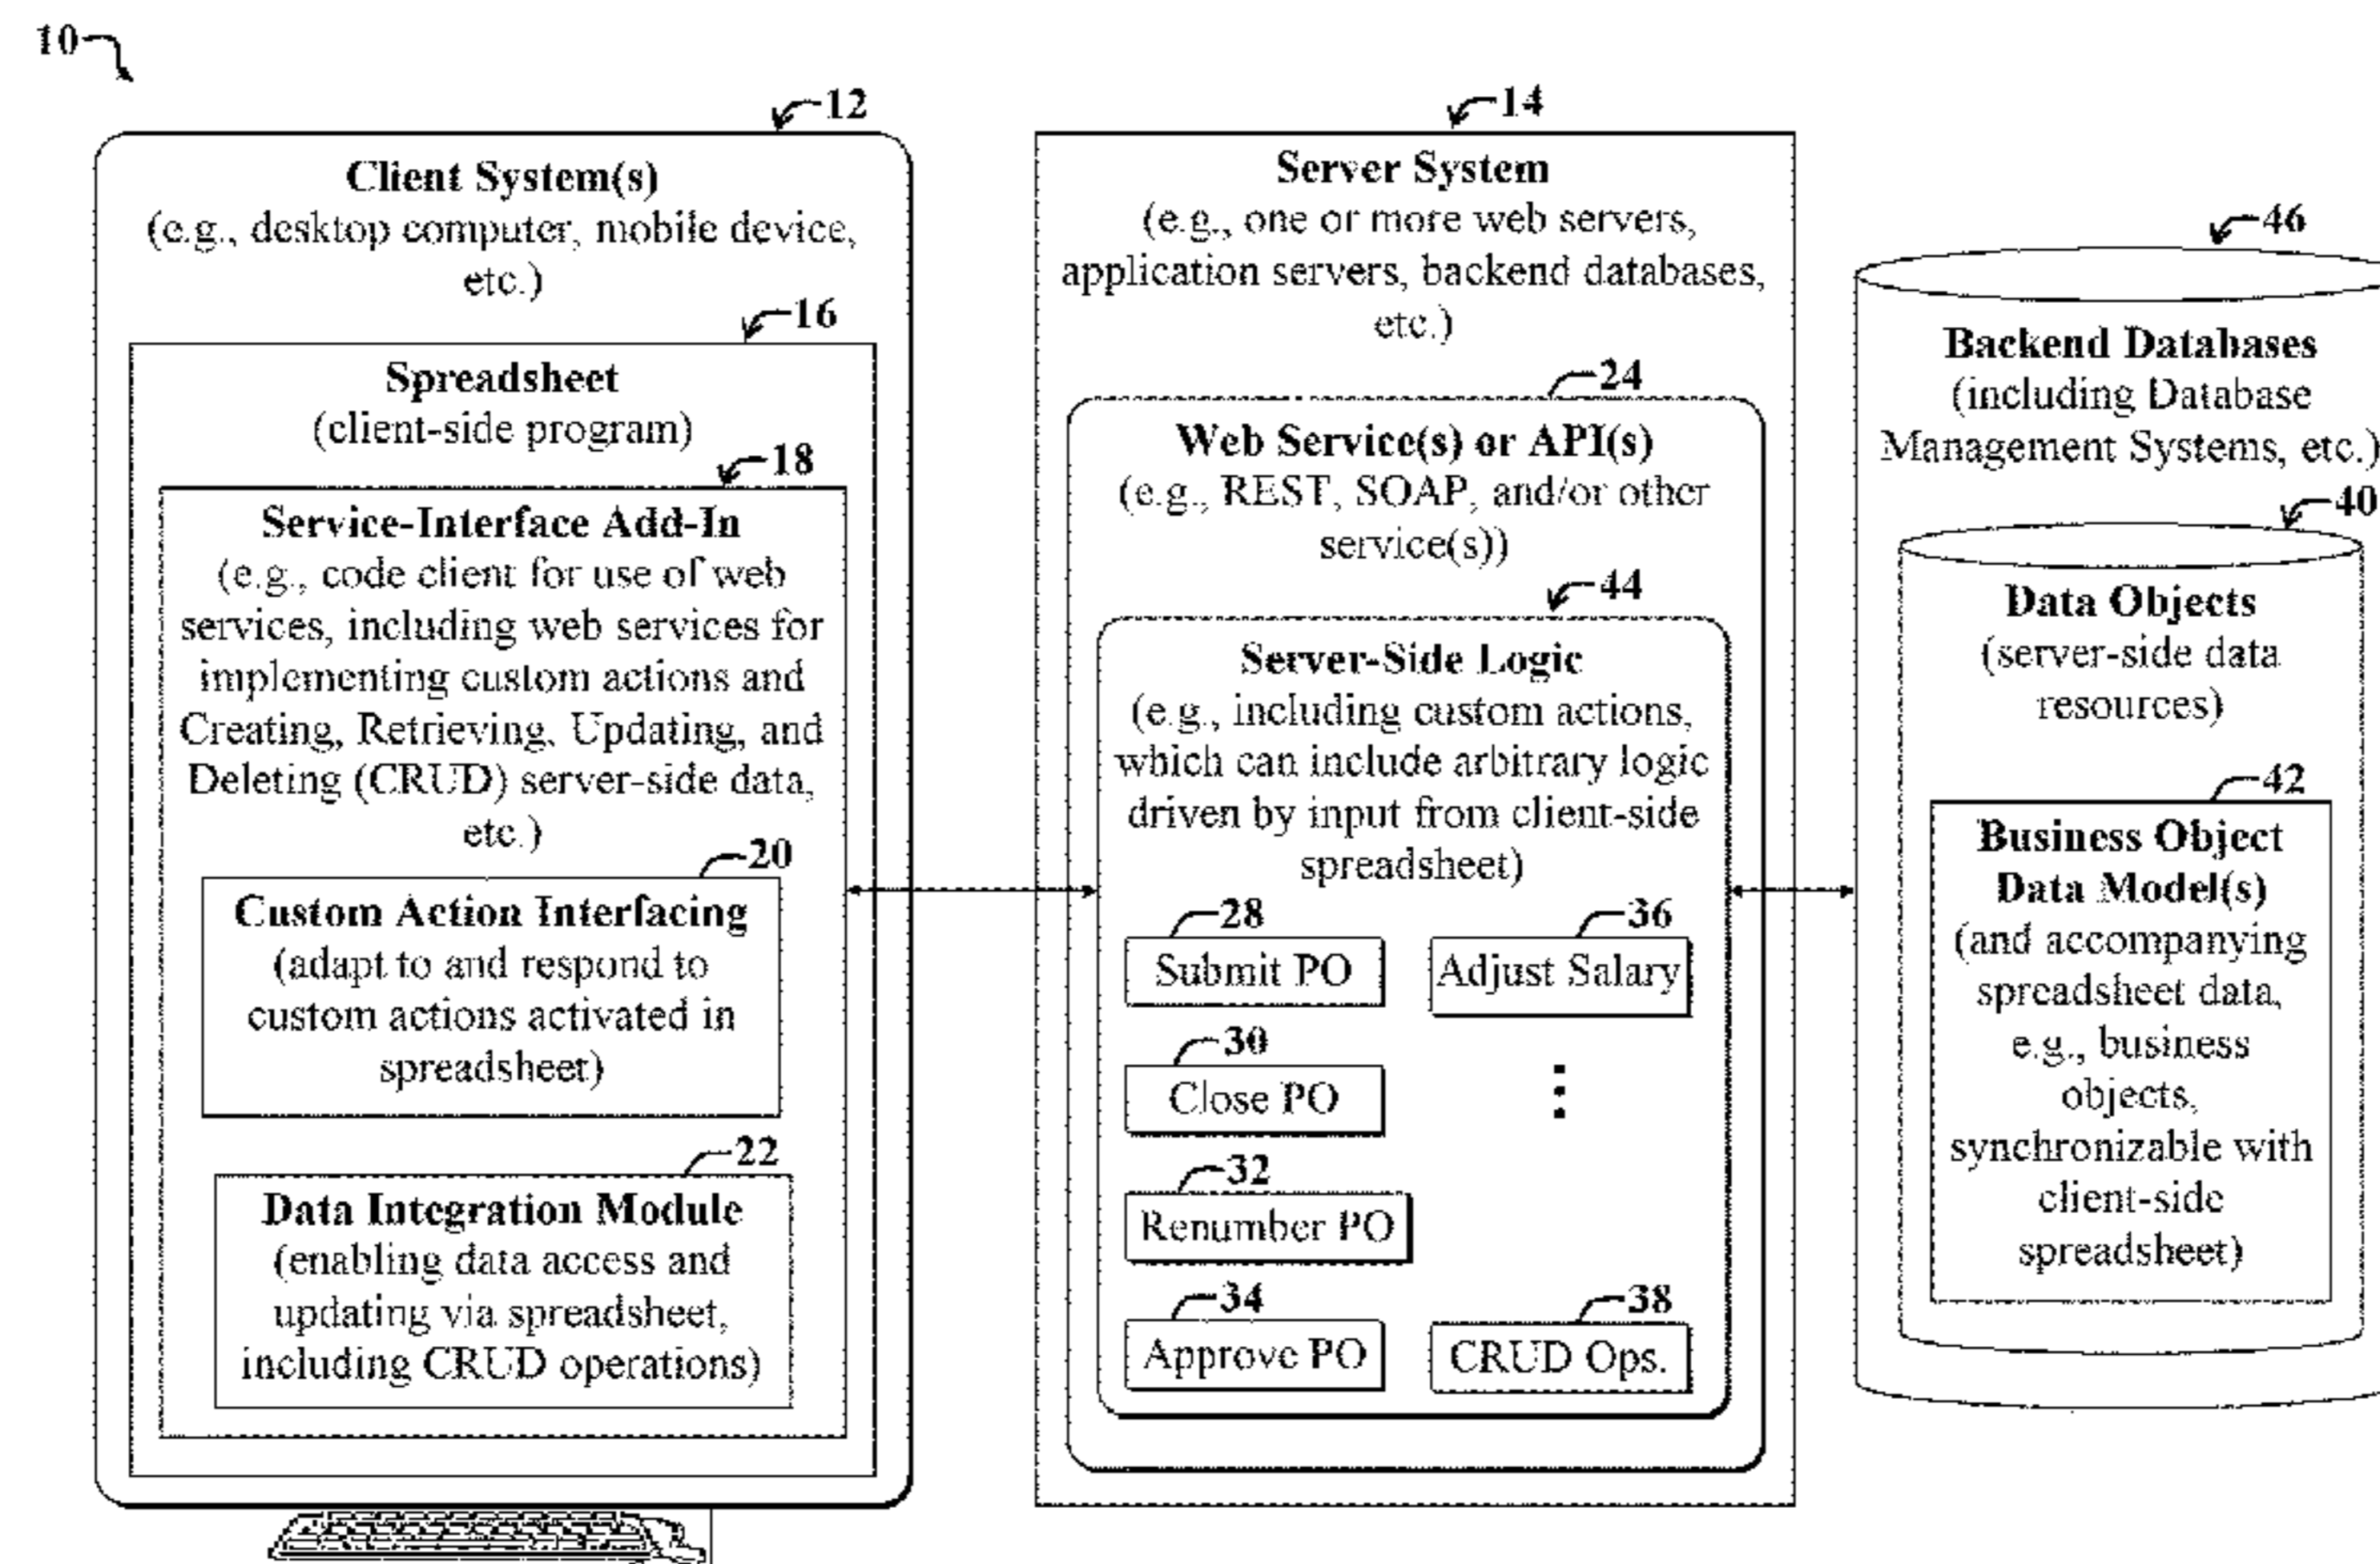 10
12
Client System(s)
(e.g., desktop computer, mobile device,
etc.)
16
Spreadsheet
(client-side program)
18
Service-Interface Add-In
(e.g., code client for use of web
services, including web services for
implementing custom actions and
Creating, Retrieving, Updating, and
Deleting (CRUD) server-side data,
etc.)
20
Custom Action Interfacing
(adapt to and respond to
custom actions activated in
spreadsheet)
22
Data Integration Module
(enabling data access and
updating via spreadsheet,
including CRUD operations)
14
Server System
(e.g., one or more web servers,
application servers, backend databases,
etc.)
24
Web Service(s) or API(s)
(e.g., REST, SOAP, and/or other
service(s))
44
Server-Side Logic
(e.g., including custom actions,
which can include arbitrary logic
driven by input from client-side
spreadsheet)
28
Submit PO
36
Adjust Salary
30
Close PO
32
Renumber PO
34
Approve PO
38
CRUD Ops.
46
Backend Databases
(including Database
Management Systems, etc.)
40
Data Objects
(server-side data
resources)
42
Business Object
Data Model(s)
(and accompanying
spreadsheet data,
e.g., business
objects,
synchronizable with
client-side
spreadsheet)